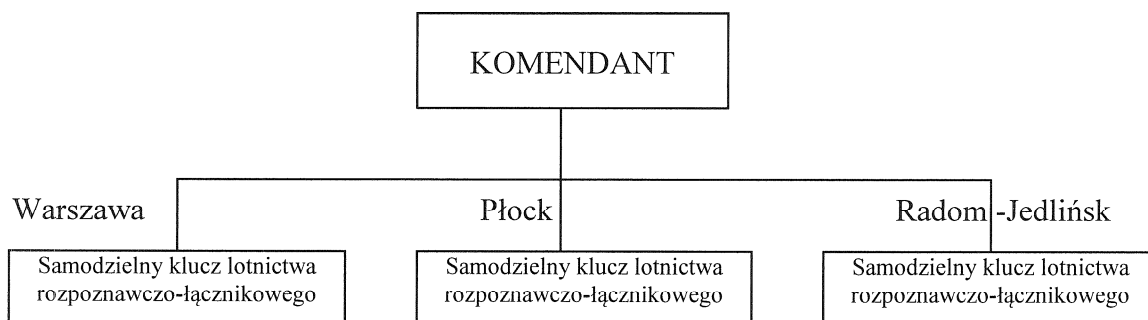 KOMENDANT
Warszawa
Płock
Radom-Jedlińsk
Samodzielny klucz lotnictwa
rozpoznawczo-łącznikowego
Samodzielny klucz lotnictwa
rozpoznawczo-łącznikowego
Samodzielny klucz lotnictwa
rozpoznawczo-łącznikowego